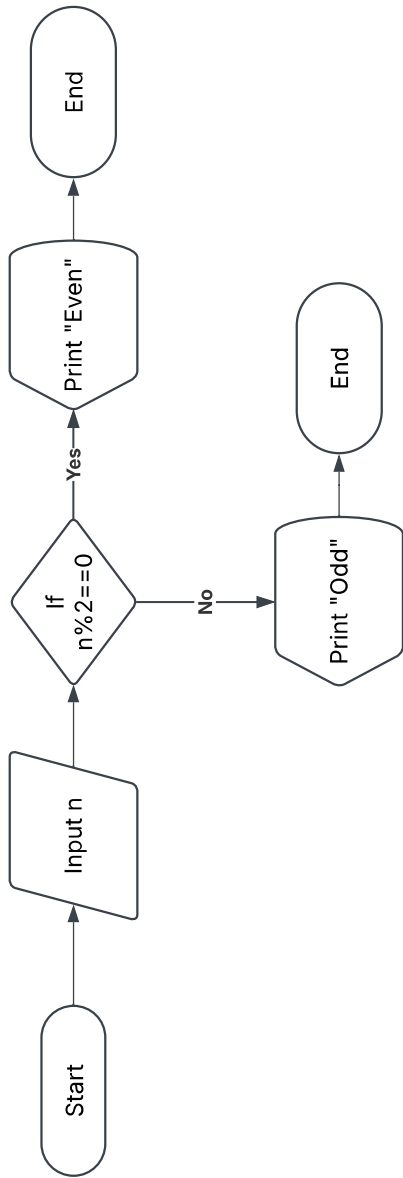 Start
Input n
If
n%2==0
Yes
Print "Even"
End
No
Print "Odd"
End